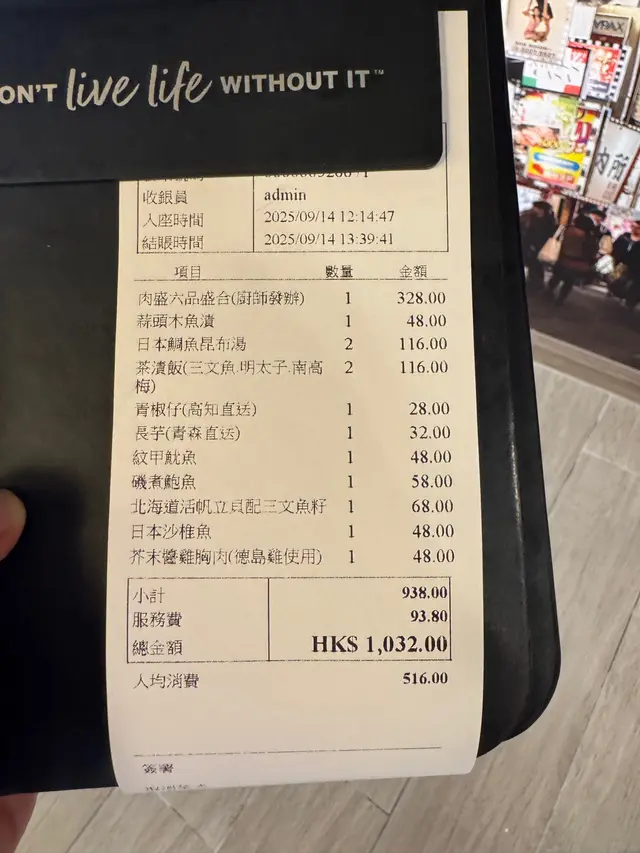 ON'T live life WITHOUT IT™
收銀員 admin
入座時間 2025/09/14 12:14:47
結賬時間 2025/09/14 13:39:41
項目 數量 金額
肉盛六品盛合(廚師發辦) 1 328.00
蒜頭木魚漬 1 48.00
日本鯛魚昆布湯 2 116.00
茶漬飯(三文魚.明太子.南高 2 116.00
梅)
青椒仔(高知直送) 1 28.00
長芋(青森直送) 1 32.00
紋甲魷魚 1 48.00
磯煮鮑魚 1 58.00
北海道活帆立貝配三文魚籽 1 68.00
日本沙稚魚 1 48.00
芥末醬雞胸肉(德島雞使用) 1 48.00
小計 938.00
服務費 93.80
總金額 HK$ 1,032.00
人均消費 516.00